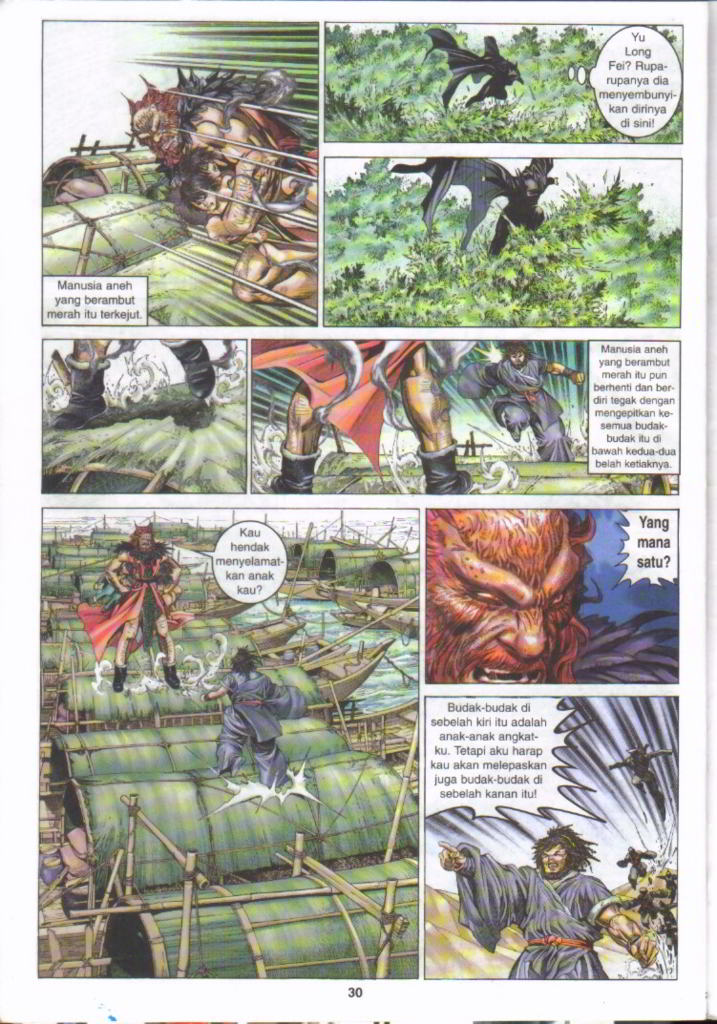 Manusia aneh
yang berambut
merah itu terkejut.
Yu
Long
Fei? Rupa-
rupanya dia
menyembunyi-
kan dirinya
di sini!
Manusia aneh
yang berambut
merah itu pun
berhenti dan ber-
diri tegak dengan
mengepitkan ke-
semua budak-
budak itu di
bawah kedua-dua
belah ketiaknya.
Kau
hendak
menyelamat-
kan anak
kau?
Yang
mana
satu?
Budak-budak di
sebelah kiri itu adalah
anak-anak angkat-
ku. Tetapi aku harap
kau akan melepaskan
juga budak-budak di
sebelah kanan itu!
30